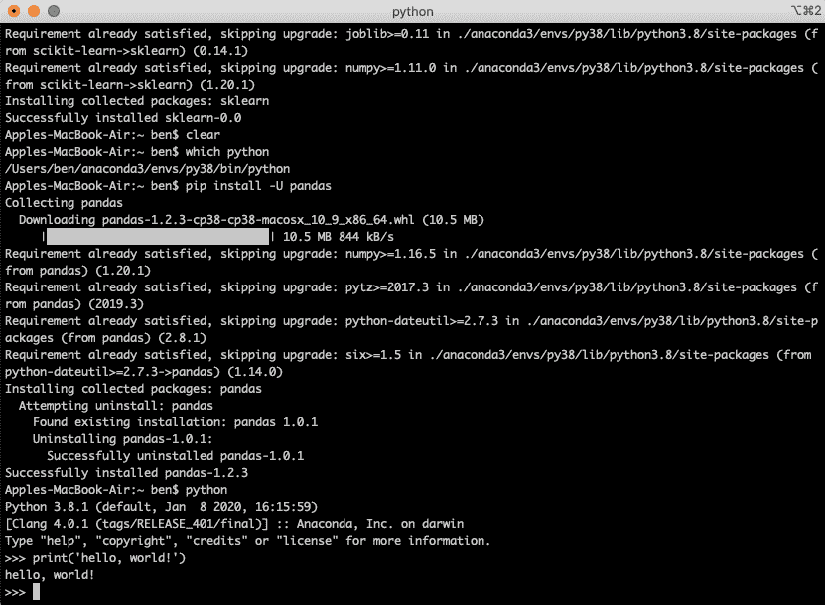 python
⌥⌘2
Requirement already satisfied, skipping upgrade: joblib>=0.11 in ./anaconda3/envs/py38/lib/python3.8/site-packages (f
rom scikit-learn->sklearn) (0.14.1)
Requirement already satisfied, skipping upgrade: numpy>=1.11.0 in ./anaconda3/envs/py38/lib/python3.8/site-packages (
from scikit-learn->sklearn) (1.20.1)
Installing collected packages: sklearn
Successfully installed sklearn-0.0
Apples-MacBook-Air:~ ben$ clear
Apples-MacBook-Air:~ ben$ which python
/Users/ben/anaconda3/envs/py38/bin/python
Apples-MacBook-Air:~ ben$ pip install -U pandas
Collecting pandas
  Downloading pandas-1.2.3-cp38-cp38-macosx_10_9_x86_64.whl (10.5 MB)
     |                                | 10.5 MB 844 kB/s
Requirement already satisfied, skipping upgrade: numpy>=1.16.5 in ./anaconda3/envs/py38/lib/python3.8/site-packages (
from pandas) (1.20.1)
Requirement already satisfied, skipping upgrade: pytz>=2017.3 in ./anaconda3/envs/py38/lib/python3.8/site-packages (f
rom pandas) (2019.3)
Requirement already satisfied, skipping upgrade: python-dateutil>=2.7.3 in ./anaconda3/envs/py38/lib/python3.8/site-p
ackages (from pandas) (2.8.1)
Requirement already satisfied, skipping upgrade: six>=1.5 in ./anaconda3/envs/py38/lib/python3.8/site-packages (from
python-dateutil>=2.7.3->pandas) (1.14.0)
Installing collected packages: pandas
  Attempting uninstall: pandas
    Found existing installation: pandas 1.0.1
    Uninstalling pandas-1.0.1:
      Successfully uninstalled pandas-1.0.1
Successfully installed pandas-1.2.3
Apples-MacBook-Air:~ ben$ python
Python 3.8.1 (default, Jan  8 2020, 16:15:59)
[Clang 4.0.1 (tags/RELEASE_401/final)] :: Anaconda, Inc. on darwin
Type "help", "copyright", "credits" or "license" for more information.
>>> print('hello, world!')
hello, world!
>>>